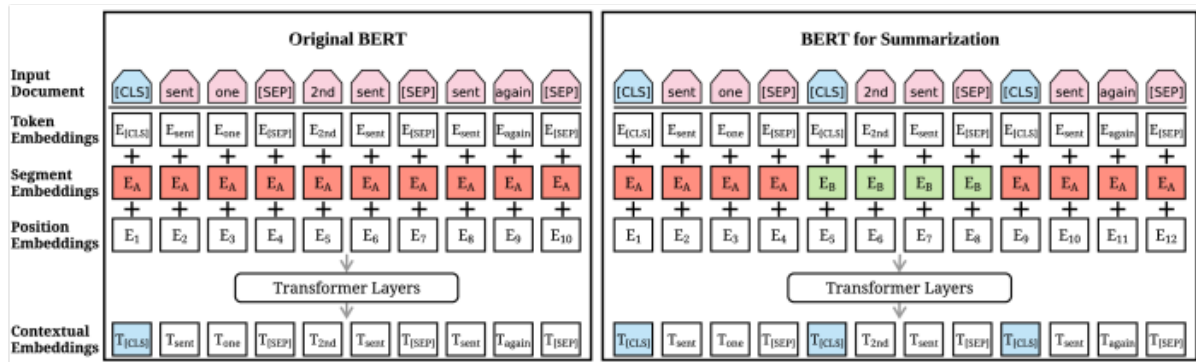 Original BERT
Input Document
[CLS] sent one [SEP] 2nd sent [SEP] sent again [SEP]
Token Embeddings
E[CLS] Esent Eone E[SEP] E2nd Esent E[SEP] Esent Eagain E[SEP]
+ + + + + + + + + +
Segment Embeddings
EA EA EA EA EA EA EA EA EA EA
+ + + + + + + + + +
Position Embeddings
E1 E2 E3 E4 E5 E6 E7 E8 E9 E10
Transformer Layers
Contextual Embeddings
T[CLS] Tsent Tone T[SEP] T2nd Tsent T[SEP] Tsent Tagain T[SEP]
BERT for Summarization
[CLS] sent one [SEP] [CLS] 2nd sent [SEP] [CLS] sent again [SEP]
E[CLS] Esent Eone E[SEP] E[CLS] E2nd Esent E[SEP] E[CLS] Esent Eagain E[SEP]
+ + + + + + + + + + + +
EA EA EA EA EB EB EB EB EA EA EA EA
+ + + + + + + + + + + +
E1 E2 E3 E4 E5 E6 E7 E8 E9 E10 E11 E12
Transformer Layers
T[CLS] Tsent Tone T[SEP] T[CLS] T2nd Tsent T[SEP] T[CLS] Tsent Tagain T[SEP]